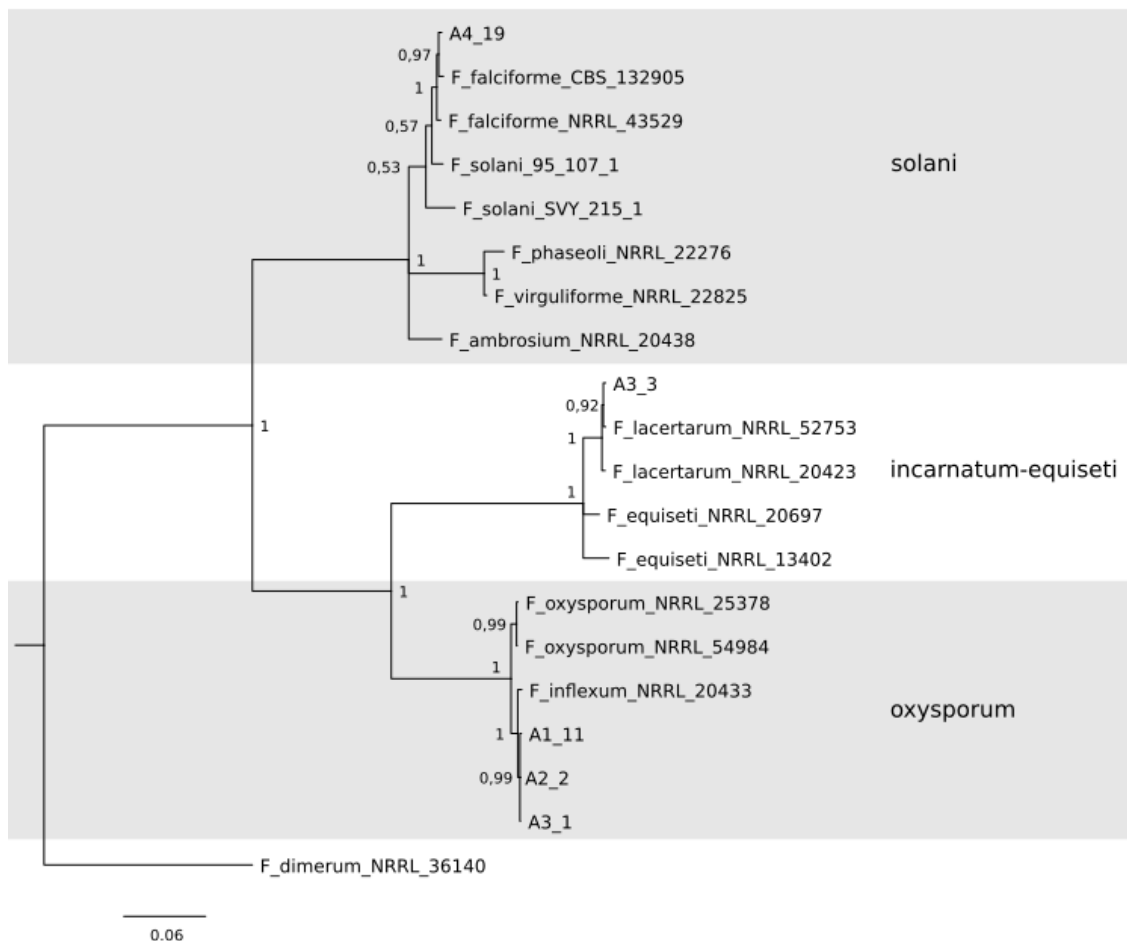 A4_19
0,97
F_falciforme_CBS_132905
1
F_falciforme_NRRL_43529
0,57
F_solani_95_107_1
solani
0,53
F_solani_SVY_215_1
F_phaseoli_NRRL_22276
1
1
F_virguliforme_NRRL_22825
F_ambrosium_NRRL_20438
A3_3
0,92
F_lacertarum_NRRL_52753
1
1
F_lacertarum_NRRL_20423
incarnatum-equiseti
1
F_equiseti_NRRL_20697
F_equiseti_NRRL_13402
1
F_oxysporum_NRRL_25378
0,99
F_oxysporum_NRRL_54984
1
F_inflexum_NRRL_20433
oxysporum
1
A1_11
0,99
A2_2
A3_1
F_dimerum_NRRL_36140
0.06